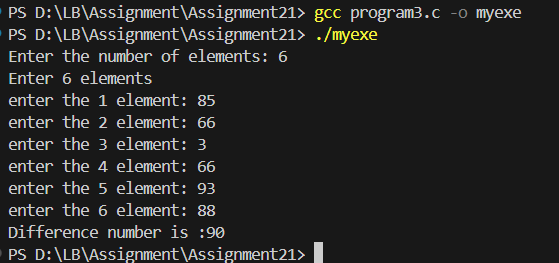 PS D:\LB\Assignment\Assignment21> gcc program3.c -o myexe
PS D:\LB\Assignment\Assignment21> ./myexe
Enter the number of elements: 6
Enter 6 elements
enter the 1 element: 85
enter the 2 element: 66
enter the 3 element: 3
enter the 4 element: 66
enter the 5 element: 93
enter the 6 element: 88
Difference number is :90
PS D:\LB\Assignment\Assignment21>